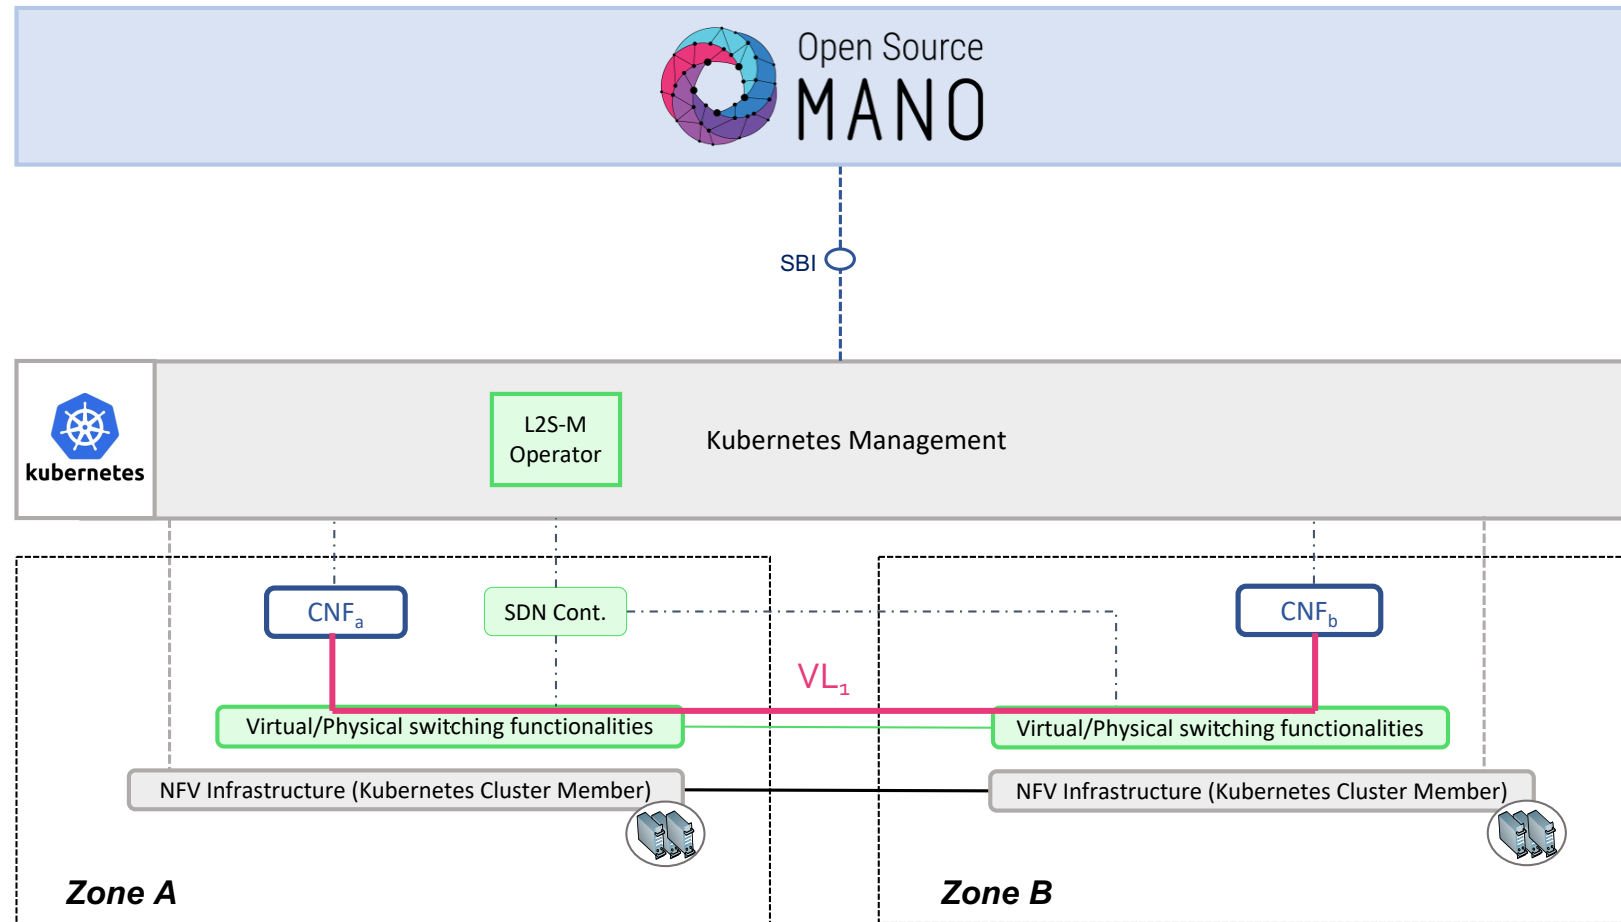 Open Source
MANO
SBI
kubernetes
L2S-M
Operator
Kubernetes Management
CNFa
SDN Cont.
CNFb
VL1
Virtual/Physical switching functionalities
Virtual/Physical switching functionalities
NFV Infrastructure (Kubernetes Cluster Member)
NFV Infrastructure (Kubernetes Cluster Member)
Zone A
Zone B